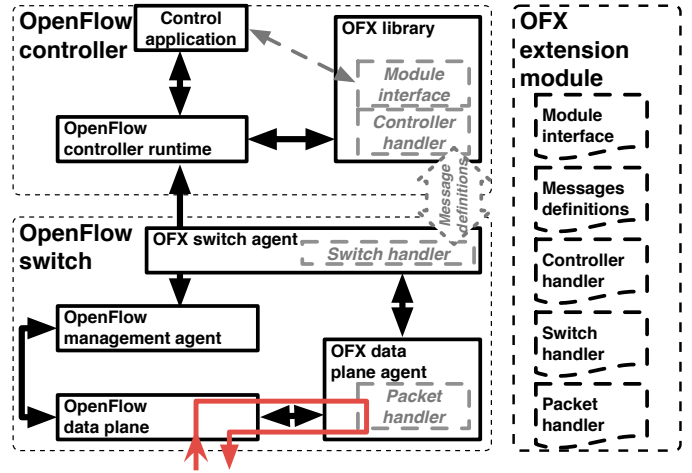 OpenFlow
controller
Control
application
OFX library
Module
interface
Controller
handler
OpenFlow
controller runtime
Message
definitions
OpenFlow
switch
OFX switch agent
Switch handler
OpenFlow
management agent
OFX data
plane agent
Packet
handler
OpenFlow
data plane
OFX
extension
module
Module
interface
Messages
definitions
Controller
handler
Switch
handler
Packet
handler